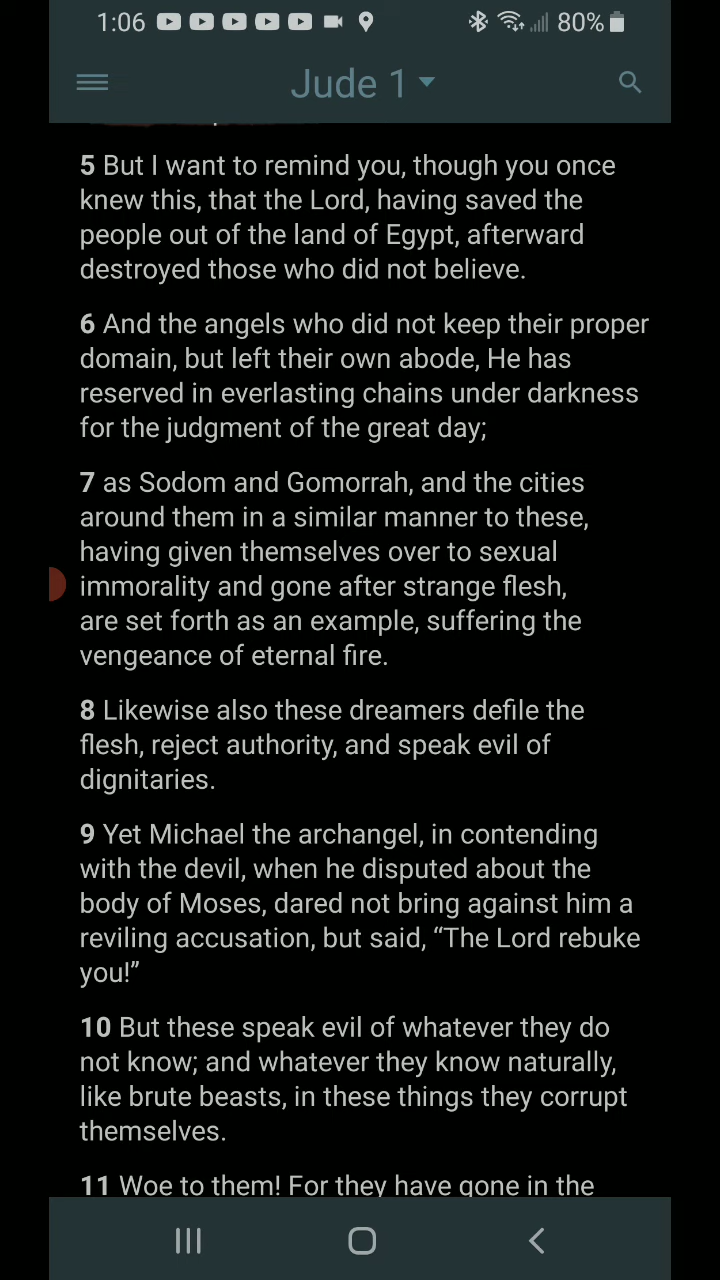 1:06 80%
Jude 1
5 But I want to remind you, though you once
knew this, that the Lord, having saved the
people out of the land of Egypt, afterward
destroyed those who did not believe.
6 And the angels who did not keep their proper
domain, but left their own abode, He has
reserved in everlasting chains under darkness
for the judgment of the great day;
7 as Sodom and Gomorrah, and the cities
around them in a similar manner to these,
having given themselves over to sexual
immorality and gone after strange flesh,
are set forth as an example, suffering the
vengeance of eternal fire.
8 Likewise also these dreamers defile the
flesh, reject authority, and speak evil of
dignitaries.
9 Yet Michael the archangel, in contending
with the devil, when he disputed about the
body of Moses, dared not bring against him a
reviling accusation, but said, “The Lord rebuke
you!”
10 But these speak evil of whatever they do
not know; and whatever they know naturally,
like brute beasts, in these things they corrupt
themselves.
11 Woe to them! For they have gone in the